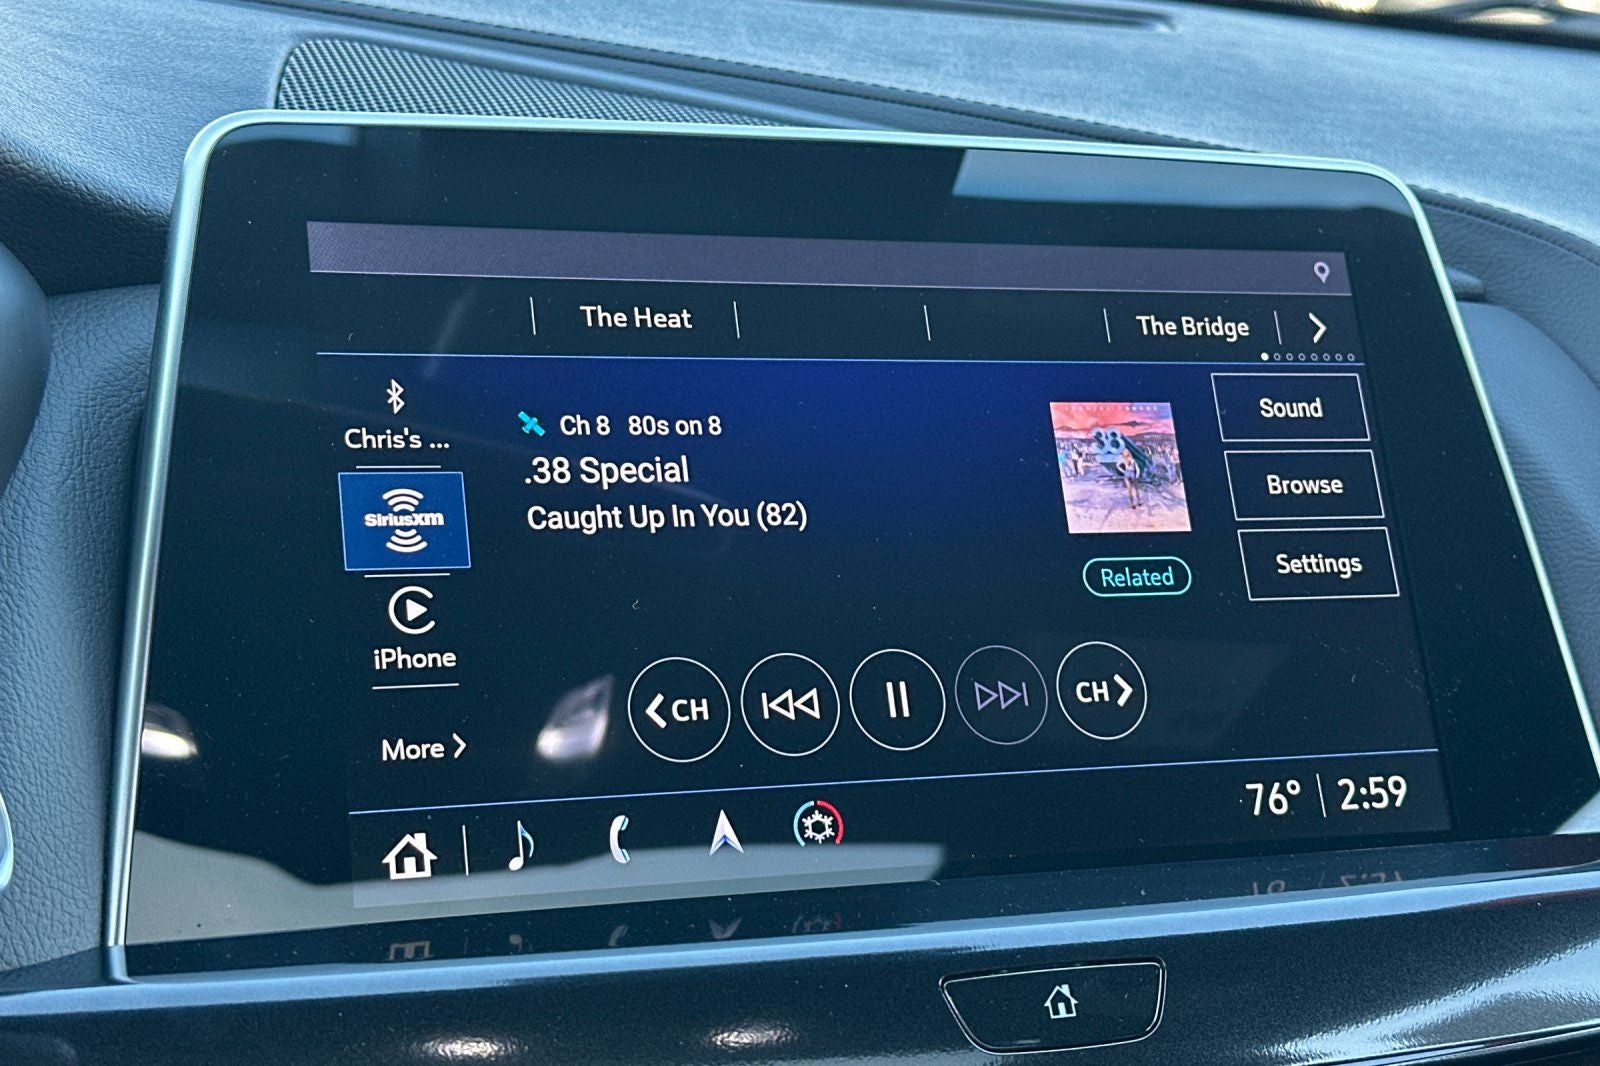 The Heat
The Bridge
Chris's ...
Ch 8 80s on 8
.38 Special
Caught Up In You (82)
38
Related
Sound
Browse
Settings
SiriusXm
iPhone
More
CH
CH
76° 2:59